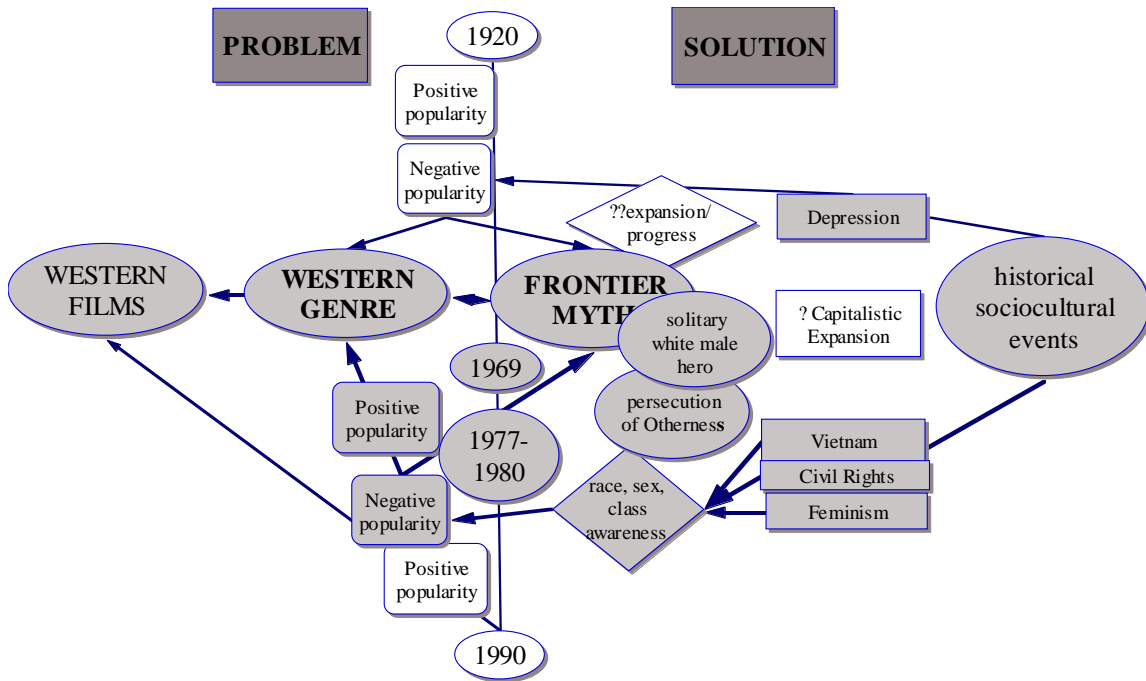 1920
PROBLEM
SOLUTION
Positive
popularity
Negative
popularity
??expansion/
progress
Depression
WESTERN
FILMS
WESTERN
GENRE
FRONTIER
MYTH
historical
sociocultural
events
solitary
white male
hero
? Capitalistic
Expansion
1969
Positive
popularity
persecution
of Otherness
1977-
1980
Vietnam
Civil Rights
Feminism
Negative
popularity
race, sex,
class
awareness
Positive
popularity
1990